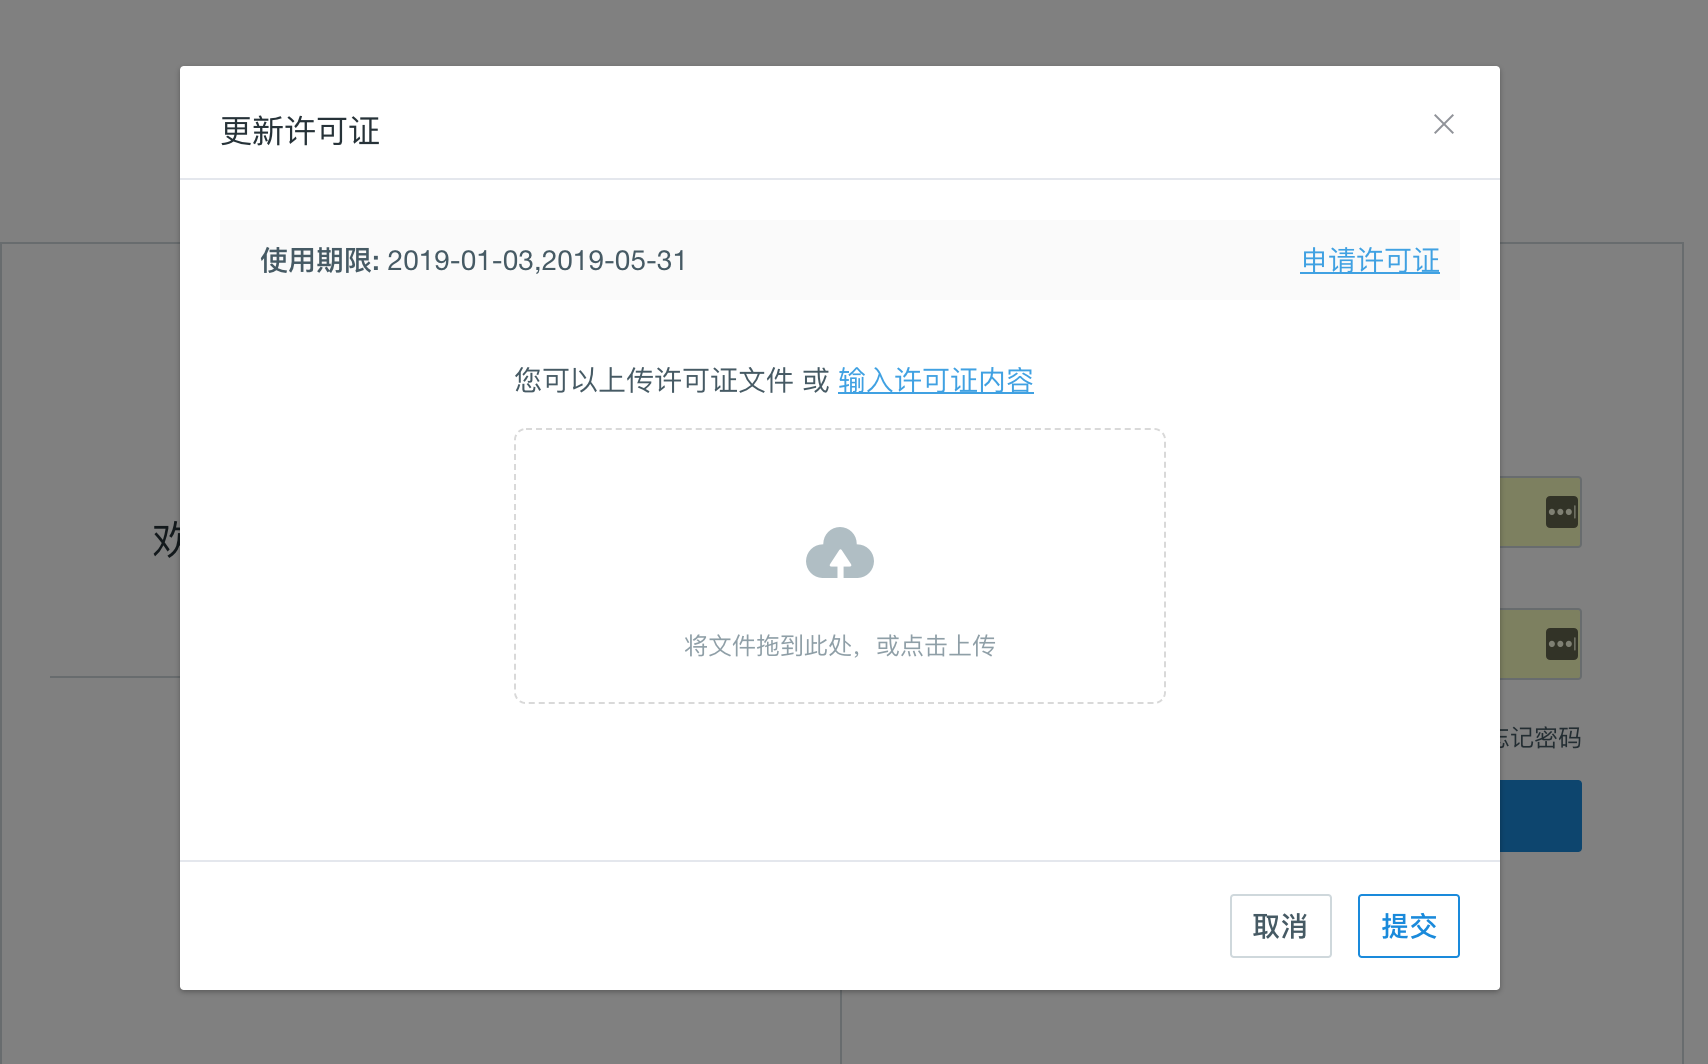 更新许可证
使用期限: 2019-01-03,2019-05-31
申请许可证
您可以上传许可证文件 或 输入许可证内容
将文件拖到此处，或点击上传
欢
记密码
取消
提交